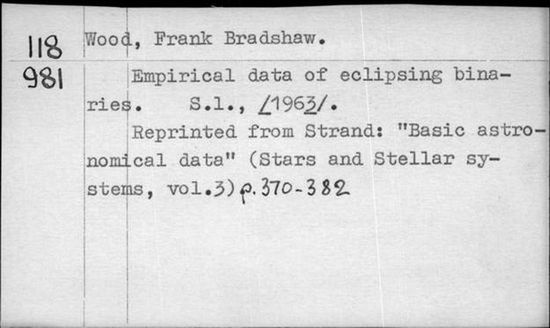 118 Wood, Frank Bradshaw.
981 Empirical data of eclipsing bina-
ries. S.l., [1963].
Reprinted from Strand: "Basic astro-
nomical data" (Stars and Stellar sy-
stems, vol.3) p.370-382